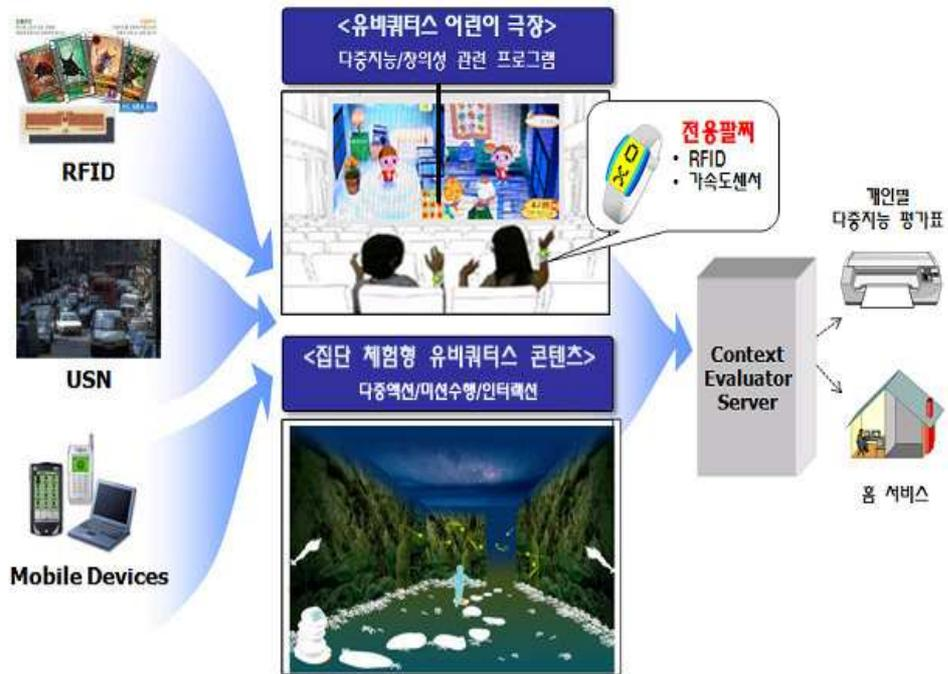 RFID
USN
Mobile Devices
<유비쿼터스 어린이 극장>
다중지능/창의성 관련 프로그램
전용팔찌
• RFID
• 가속도센서
<집단 체험형 유비쿼터스 콘텐츠>
다중액션/미션수행/인터랙션
Context
Evaluator
Server
개인별
다중지능 평가표
홈 서비스